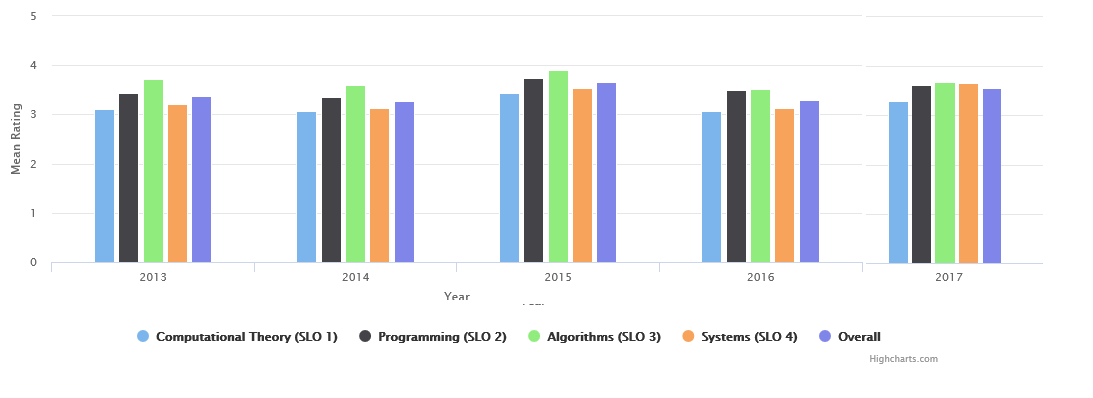 5
4
3
2
1
0
Mean Rating
2013 2014 2015 2016 2017
Year
Computational Theory (SLO 1) Programming (SLO 2) Algorithms (SLO 3) Systems (SLO 4) Overall
Highcharts.com